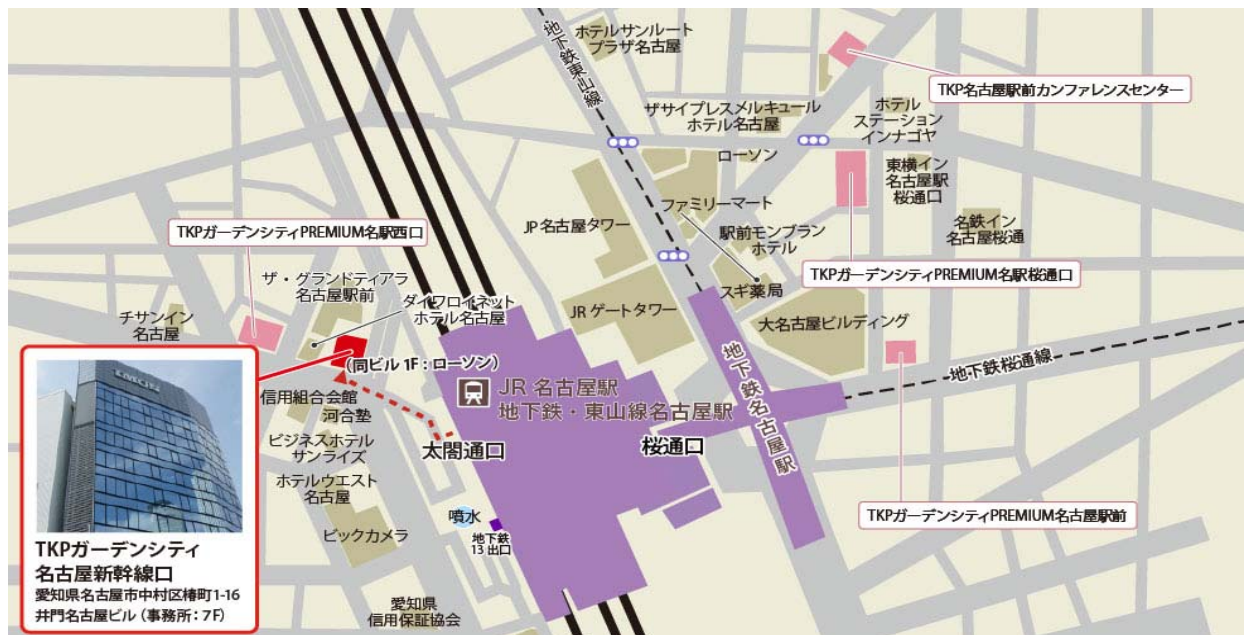 ホテルサンルート
プラザ名古屋
地下鉄東山線
TKP名古屋駅前カンファレンスセンター
ザサイプレスメルキュール
ホテル名古屋
ホテル
ステーション
インナゴヤ
ローソン
東横イン
名古屋駅
桜通口
ファミリーマート
JP名古屋タワー
駅前モンブラン
ホテル
名鉄イン
名古屋桜通
TKPガーデンシティPREMIUM名駅西口
TKPガーデンシティPREMIUM名駅桜通口
ザ・グランドティアラ
名古屋駅前
スギ薬局
ダイワロイネット
ホテル名古屋
チサンイン
名古屋
JRゲートタワー
大名古屋ビルディング
(同ビル1F:ローソン)
地下鉄桜通線
JR 名古屋駅
地下鉄・東山線名古屋駅
地下鉄名古屋駅
信用組合会館
河合塾
太閤通口
桜通口
ビジネスホテル
サンライズ
ホテルウエスト
名古屋
噴水
TKPガーデンシティPREMIUM名古屋駅前
ビックカメラ
地下鉄
13出口
TKPガーデンシティ
名古屋新幹線口
愛知県名古屋市中村区椿町1-16
井門名古屋ビル（事務所：7F）
愛知県
信用保証協会